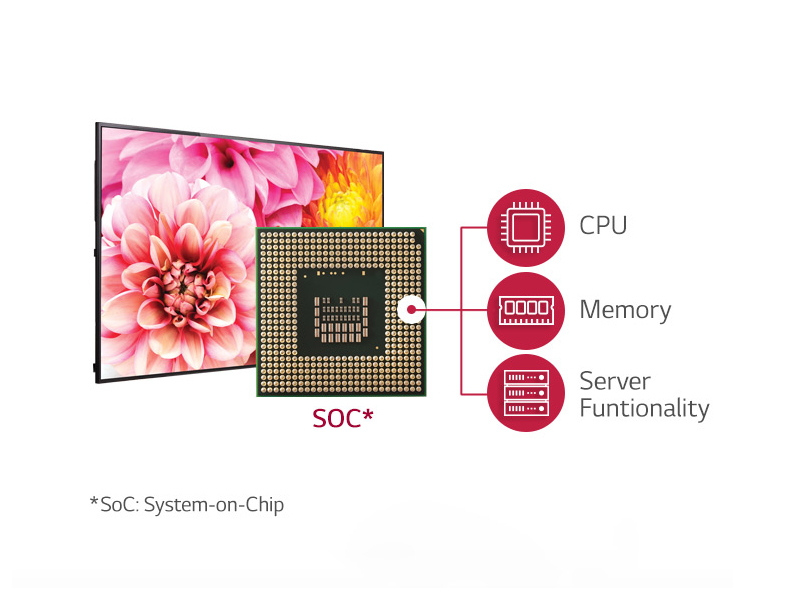 CPU
Memory
Server
Funtionality
SOC*
*SoC: System-on-Chip